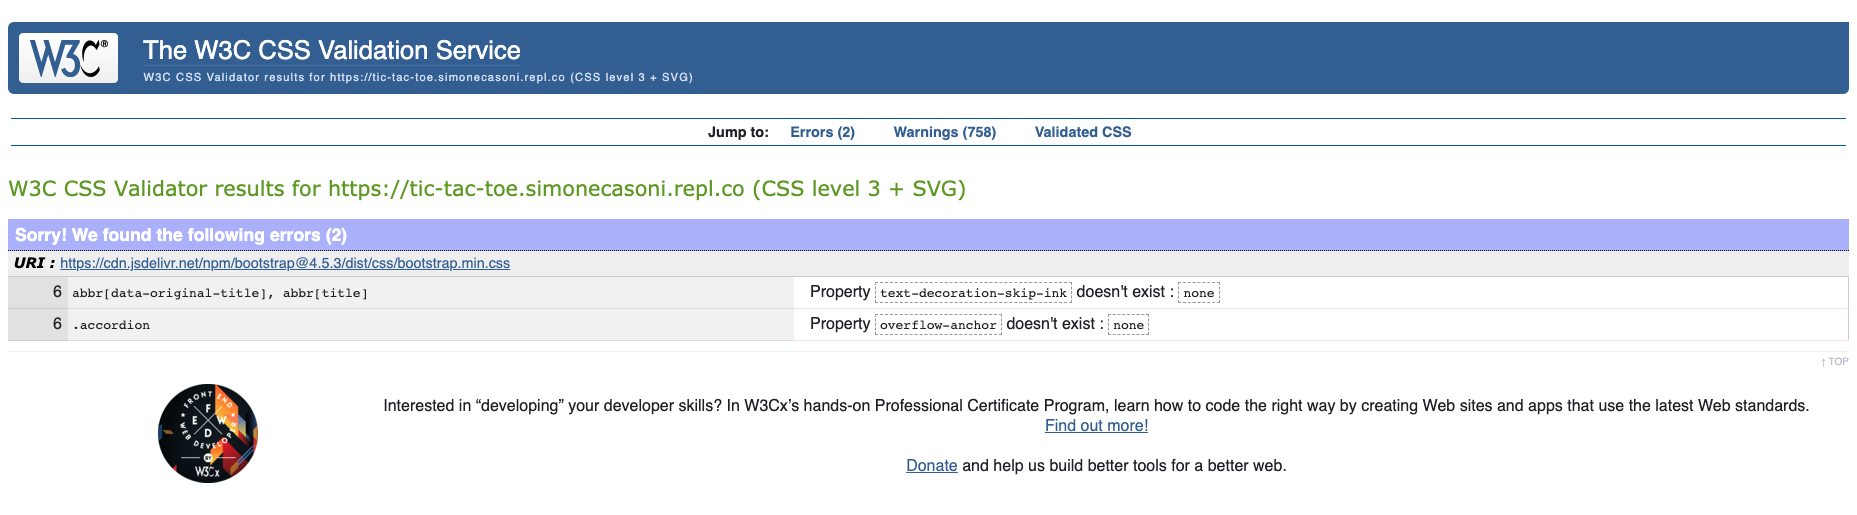 W3C®
The W3C CSS Validation Service
W3C CSS Validator results for https://tic-tac-toe.simonecasoni.repl.co (CSS level 3 + SVG)
Jump to: Errors (2) Warnings (758) Validated CSS
W3C CSS Validator results for https://tic-tac-toe.simonecasoni.repl.co (CSS level 3 + SVG)
Sorry! We found the following errors (2)
URI : https://cdn.jsdelivr.net/npm/bootstrap@4.5.3/dist/css/bootstrap.min.css
6 abbr[data-original-title], abbr[title] Property text-decoration-skip-ink doesn't exist : none
6 .accordion Property overflow-anchor doesn't exist : none
↑ TOP
FRONT END
F
E W
D
WEB DEVELOPER
BY
W3Cx
Interested in “developing” your developer skills? In W3Cx’s hands-on Professional Certificate Program, learn how to code the right way by creating Web sites and apps that use the latest Web standards.
Find out more!
Donate and help us build better tools for a better web.